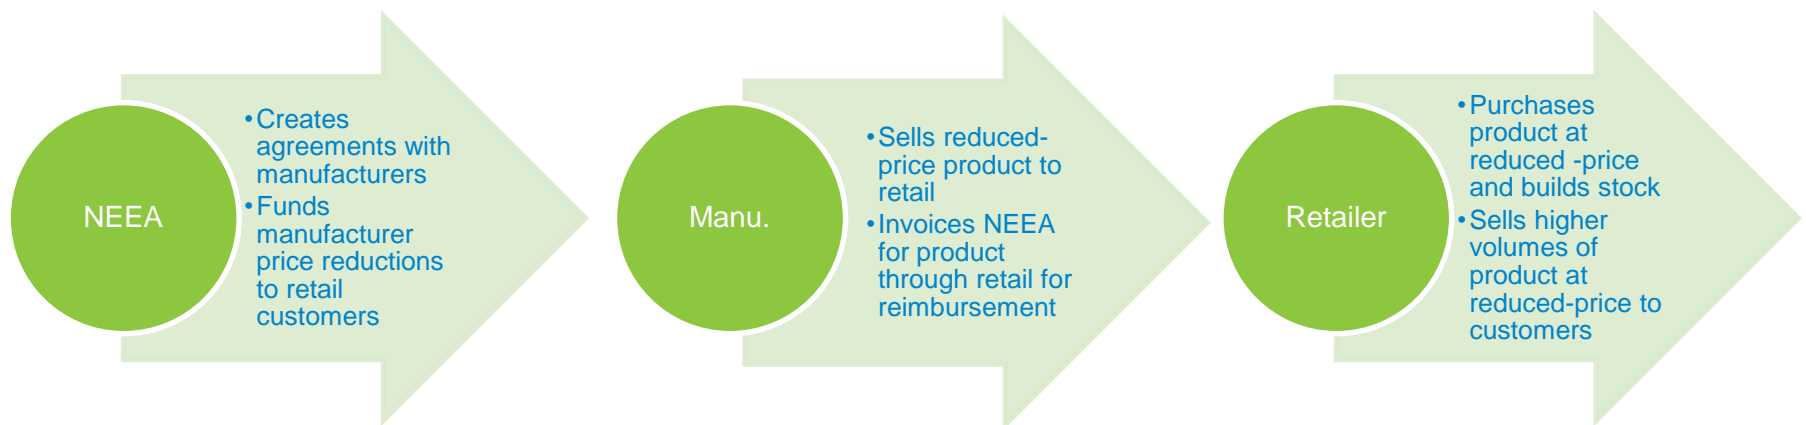 NEEA
•Creates
agreements with
manufacturers
•Funds
manufacturer
price reductions
to retail
customers
Manu.
•Sells reduced-
price product to
retail
•Invoices NEEA
for product
through retail for
reimbursement
Retailer
•Purchases
product at
reduced -price
and builds stock
•Sells higher
volumes of
product at
reduced-price to
customers